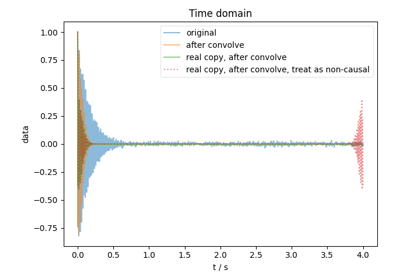 Time domain
original
after convolve
real copy, after convolve
real copy, after convolve, treat as non-causal
data
1.00
0.75
0.50
0.25
0.00
−0.25
−0.50
−0.75
0.0 0.5 1.0 1.5 2.0 2.5 3.0 3.5 4.0
t / s